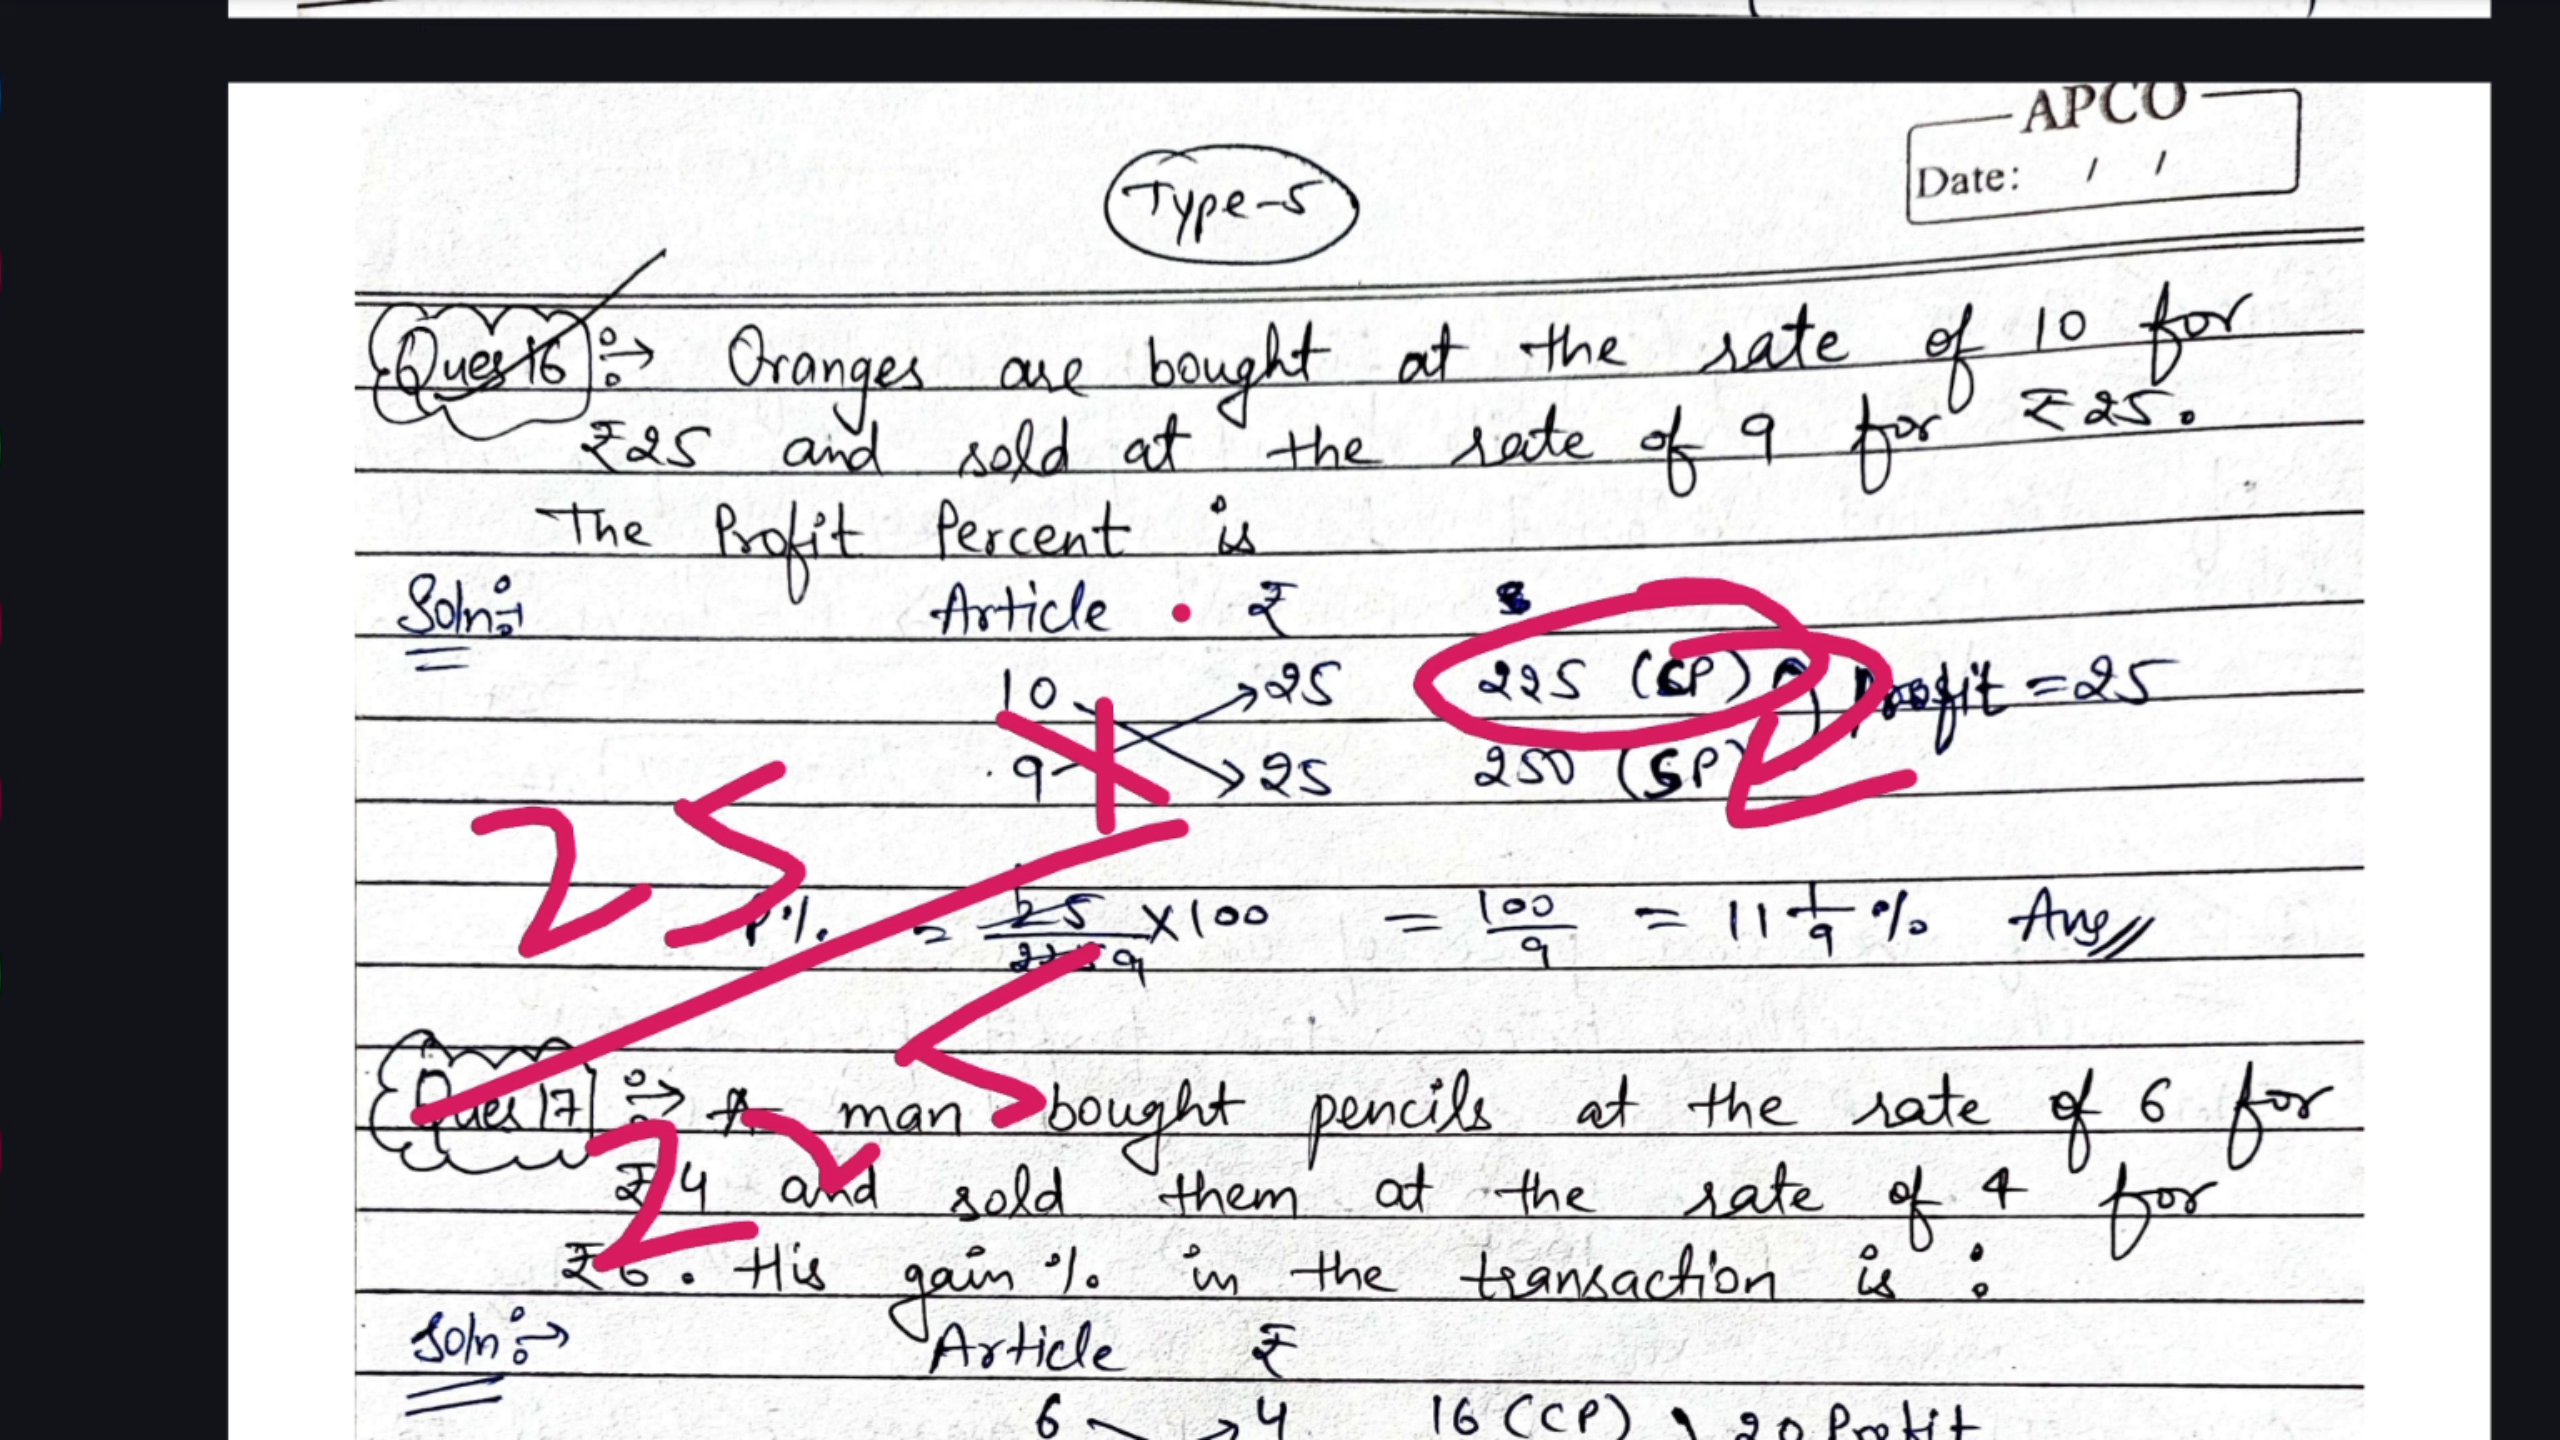 APCO
Date: / /
Type-5
Ques 16 :→ Oranges are bought at the rate of 10 for
₹25 and sold at the rate of 9 for ₹25.
The Profit Percent is
Soln:→ Article ₹
10 25 225 (CP) Profit = 25
9 25 250 (SP)
25
P% = 25/225 9 × 100 = 100/9 = 11 1/9 % Ans
225
Ques 17 :→ A man bought pencils at the rate of 6 for
₹4 and sold them at the rate of 4 for
₹6. His gain % in the transaction is :
Soln:→ Article ₹
6 4 16 (CP) 20 Profit